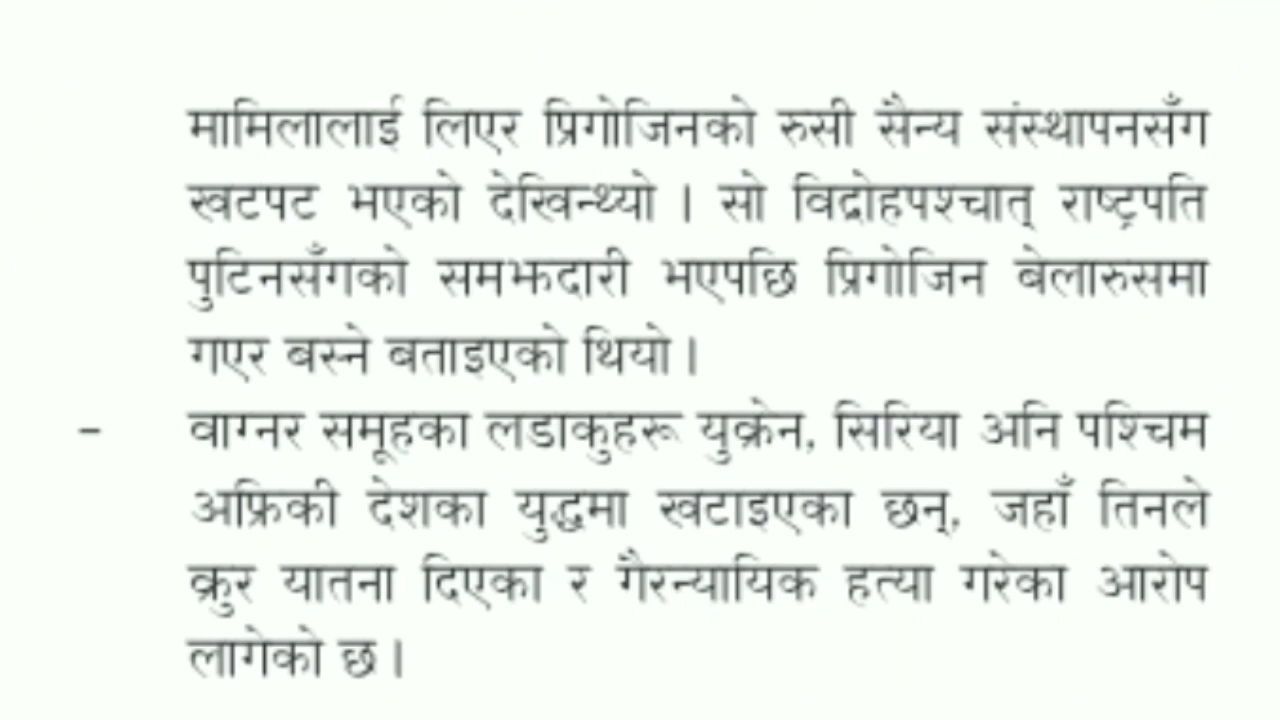 मामिलालाई लिएर प्रिगोजिनको रुसी सैन्य संस्थापनसँग
खटपट भएको देखिन्थ्यो । सो विद्रोहपश्चात् राष्ट्रपति
पुटिनसँगको समझदारी भएपछि प्रिगोजिन बेलारुसमा
गएर बस्ने बताइएको थियो ।
- वाग्नर समूहका लडाकुहरू युक्रेन, सिरिया अनि पश्चिम
अफ्रिकी देशका युद्धमा खटाइएका छन्, जहाँ तिनले
क्रुर यातना दिएका र गैरन्यायिक हत्या गरेका आरोप
लागेको छ ।